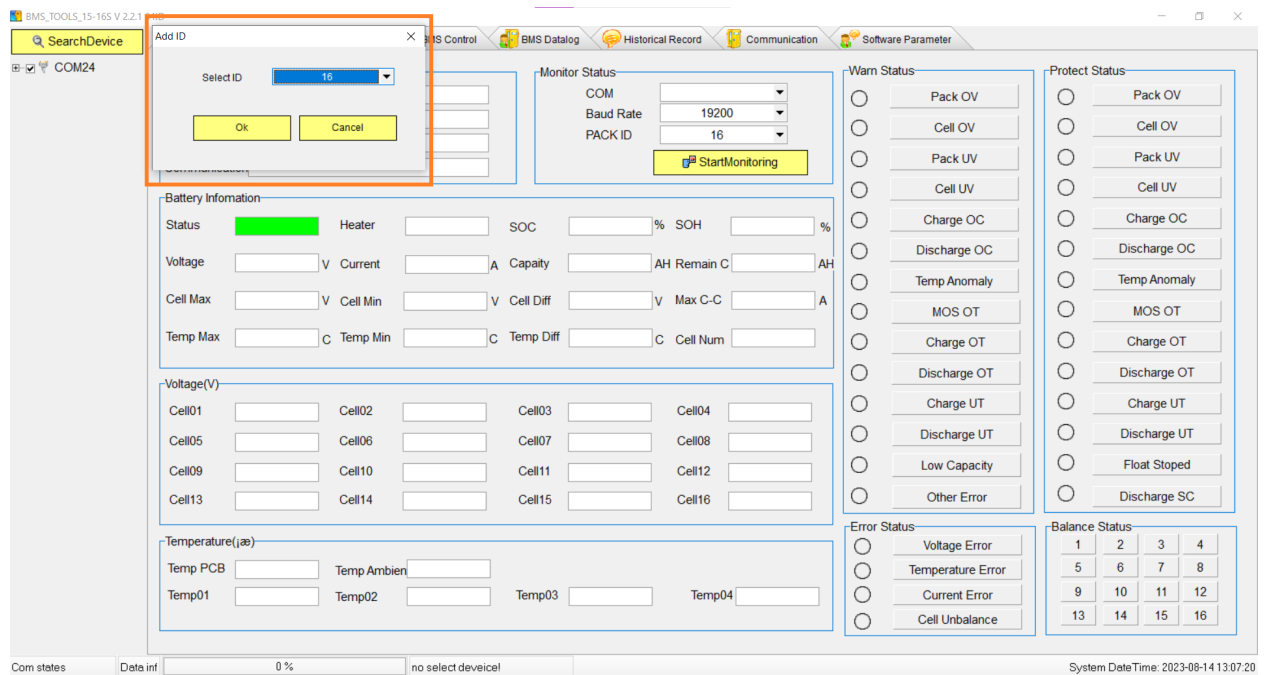 BMS_TOOLS_15-16S V 2.2.1
SearchDevice
COM24
Add ID
Select ID 16
Ok Cancel
BMS Control BMS Datalog Historical Record Communication Software Parameter
Communication
Monitor Status
COM
Baud Rate 19200
PACK ID 16
StartMonitoring
Battery Infomation
Status Heater SOC % SOH %
Voltage V Current A Capaity AH Remain C AH
Cell Max V Cell Min V Cell Diff V Max C-C A
Temp Max C Temp Min C Temp Diff C Cell Num
Voltage(V)
Cell01 Cell02 Cell03 Cell04
Cell05 Cell06 Cell07 Cell08
Cell09 Cell10 Cell11 Cell12
Cell13 Cell14 Cell15 Cell16
Temperature(¡æ)
Temp PCB Temp Ambien
Temp01 Temp02 Temp03 Temp04
Warn Status
Pack OV
Cell OV
Pack UV
Cell UV
Charge OC
Discharge OC
Temp Anomaly
MOS OT
Charge OT
Discharge OT
Charge UT
Discharge UT
Low Capacity
Other Error
Protect Status
Pack OV
Cell OV
Pack UV
Cell UV
Charge OC
Discharge OC
Temp Anomaly
MOS OT
Charge OT
Discharge OT
Charge UT
Discharge UT
Float Stoped
Discharge SC
Error Status
Voltage Error
Temperature Error
Current Error
Cell Unbalance
Balance Status
1 2 3 4
5 6 7 8
9 10 11 12
13 14 15 16
Com states Data inf 0 % no select deveice! System DateTime: 2023-08-14 13:07:20